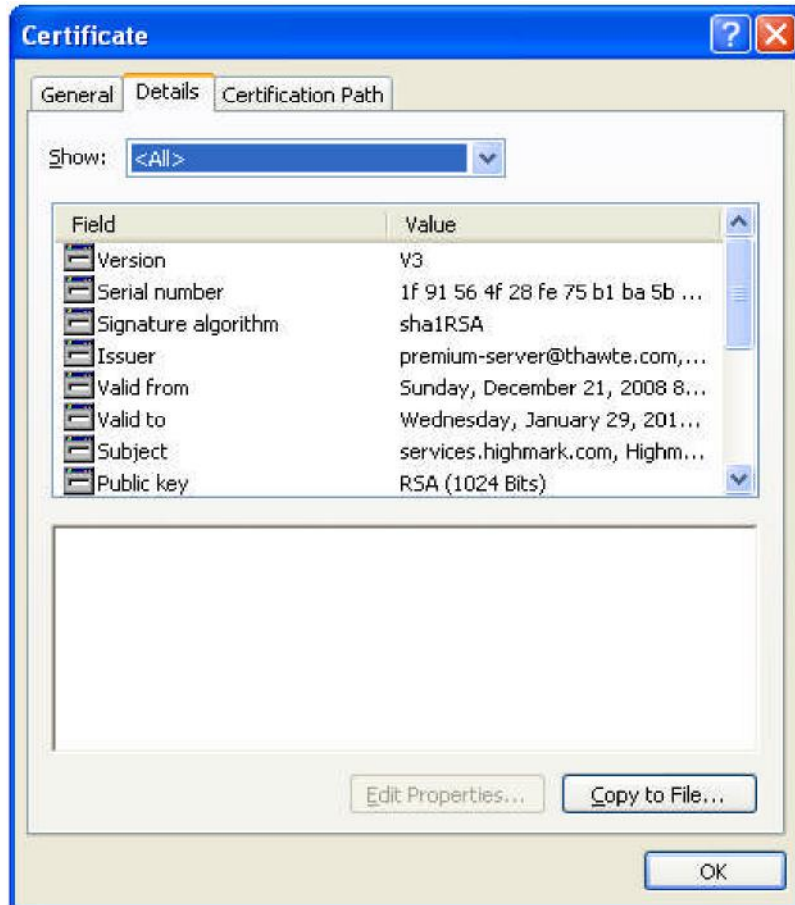 Certificate
General Details Certification Path
Show: <All>
Field Value
Version V3
Serial number 1f 91 56 4f 28 fe 75 b1 ba 5b ...
Signature algorithm sha1RSA
Issuer premium-server@thawte.com,...
Valid from Sunday, December 21, 2008 8...
Valid to Wednesday, January 29, 201...
Subject services.highmark.com, Highm...
Public key RSA (1024 Bits)
Edit Properties... Copy to File...
OK